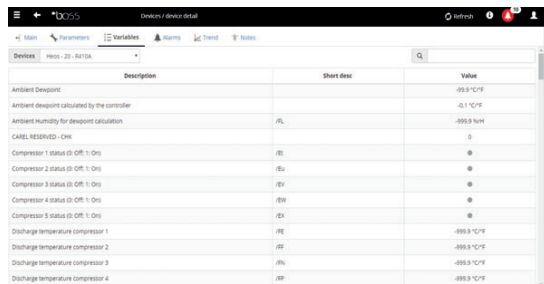 boss
Devices / device detail
Refresh
Main
Parameters
Variables
Alarms
Trend
Notes
Devices
Heos - 20 - R410A
Description
Short desc
Value
Ambient Dewpoint
-99.9 °C/°F
Ambient dewpoint calculated by the controller
-0.1 °C/°F
Ambient Humidity for dewpoint calculation
/FL
-999.9 %rH
CAREL RESERVED - CHK
0
Compressor 1 status (0: Off; 1: On)
Compressor 2 status (0: Off; 1: On)
/EU
Compressor 3 status (0: Off; 1: On)
/EV
Compressor 4 status (0: Off; 1: On)
/EW
Compressor 5 status (0: Off; 1: On)
/EX
Discharge temperature compressor 1
/FE
-999.9 °C/°F
Discharge temperature compressor 2
/FF
-999.9 °C/°F
Discharge temperature compressor 3
-999.9 °C/°F
Discharge temperature compressor 4
/FP
-999.9 °C/°F